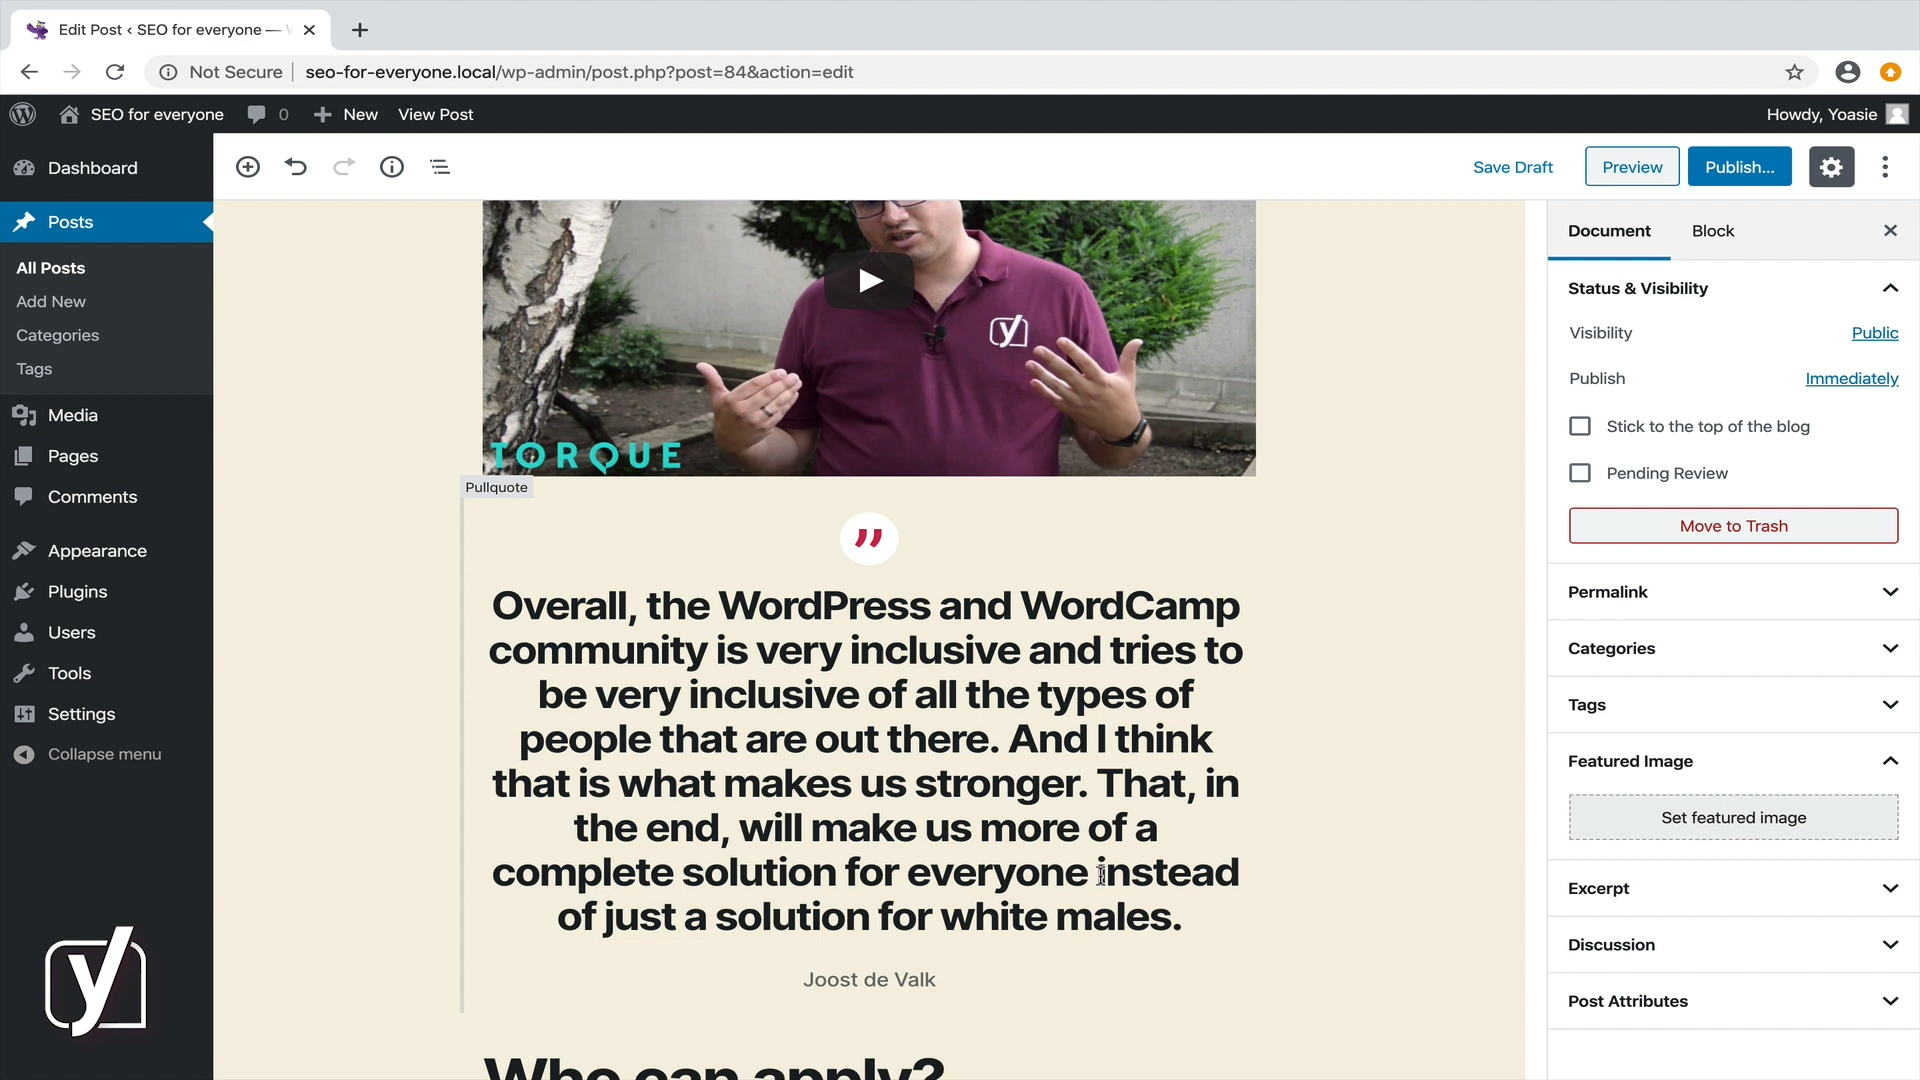 Edit Post ‹ SEO for everyone —
Not Secure
seo-for-everyone.local/wp-admin/post.php?post=84&action=edit
SEO for everyone
0
New
View Post
Howdy, Yoasie
Dashboard
Posts
All Posts
Add New
Categories
Tags
Media
Pages
Comments
Appearance
Plugins
Users
Tools
Settings
Collapse menu
y
Save Draft
Preview
Publish...
y
TORQUE
Pullquote
”
Overall, the WordPress and WordCamp
community is very inclusive and tries to
be very inclusive of all the types of
people that are out there. And I think
that is what makes us stronger. That, in
the end, will make us more of a
complete solution for everyone instead
of just a solution for white males.
Joost de Valk
Who can apply?
Document
Block
Status & Visibility
Visibility
Public
Publish
Immediately
Stick to the top of the blog
Pending Review
Move to Trash
Permalink
Categories
Tags
Featured Image
Set featured image
Excerpt
Discussion
Post Attributes